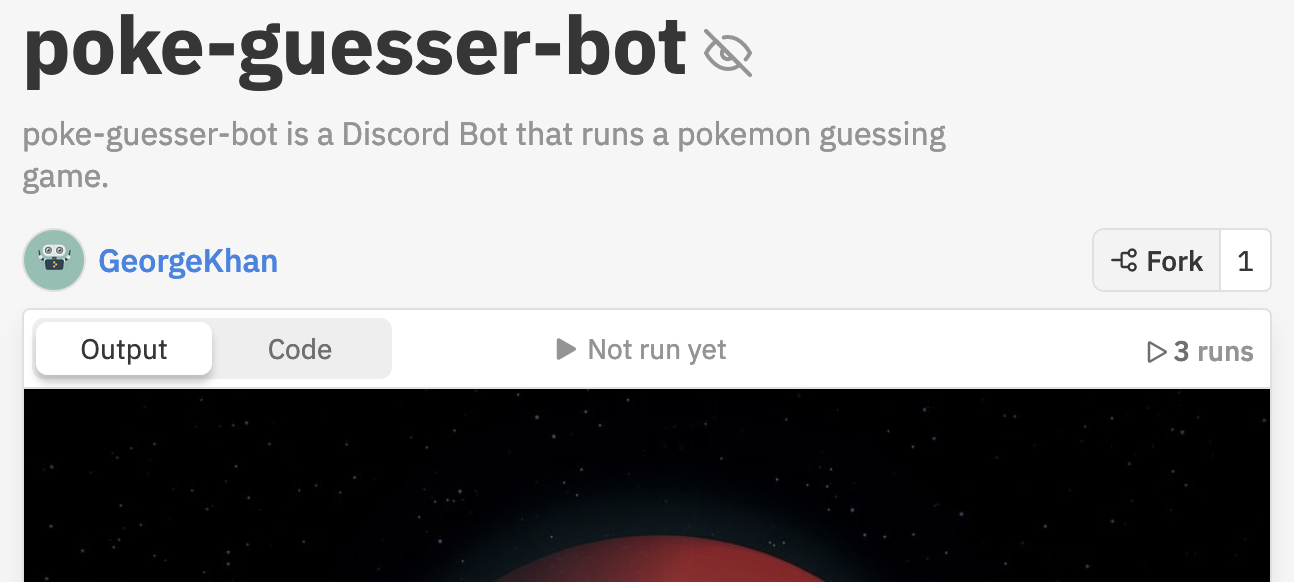 poke-guesser-bot
poke-guesser-bot is a Discord Bot that runs a pokemon guessing
game.
GeorgeKhan
Fork 1
Output Code Not run yet 3 runs